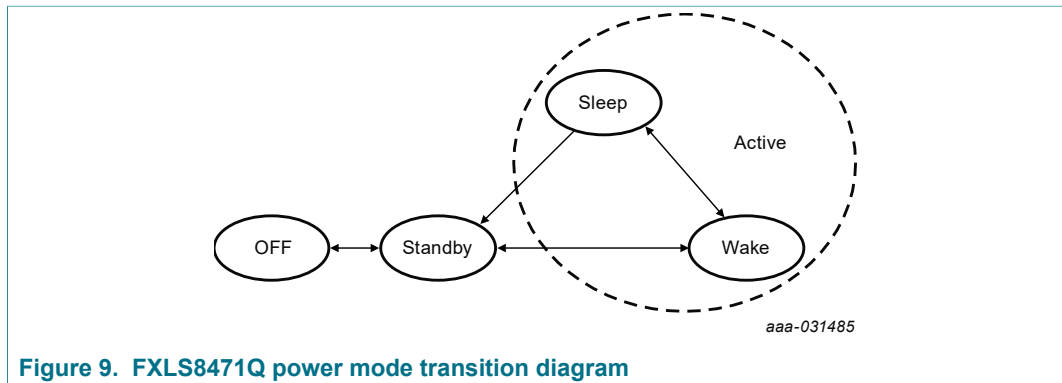 Sleep
Active
OFF
Standby
Wake
aaa-031485
Figure 9. FXLS8471Q power mode transition diagram